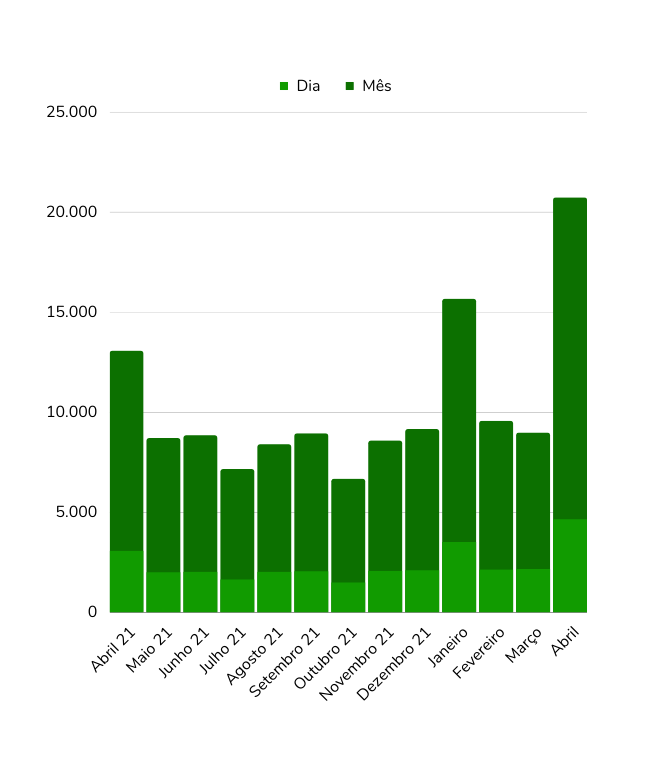 Dia Mês
25.000
20.000
15.000
10.000
5.000
0
Abril 21
Maio 21
Junho 21
Julho 21
Agosto 21
Setembro 21
Outubro 21
Novembro 21
Dezembro 21
Janeiro
Fevereiro
Março
Abril